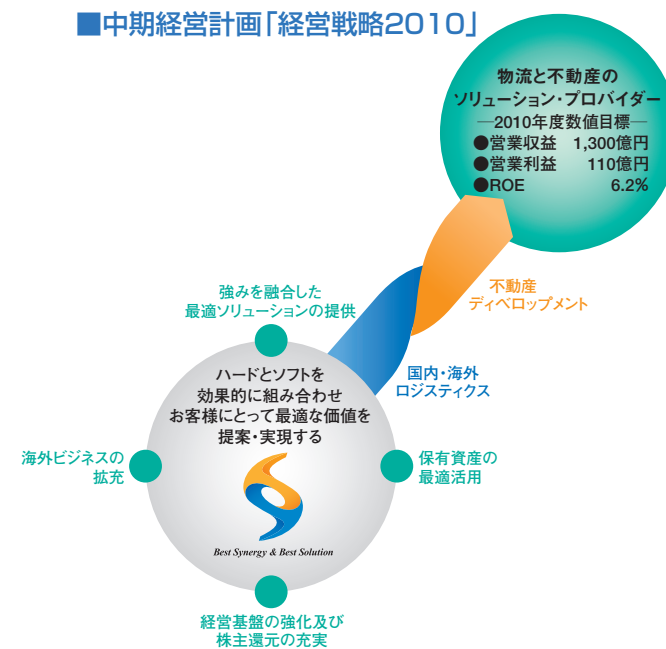 ■中期経営計画「経営戦略2010」
物流と不動産の
ソリューション・プロバイダー
―2010年度数値目標―
●営業収益 1,300億円
●営業利益 110億円
●ROE 6.2%
不動産
ディベロップメント
強みを融合した
最適ソリューションの提供
国内・海外
ロジスティクス
ハードとソフトを
効果的に組み合わせ
お客様にとって最適な価値を
提案・実現する
海外ビジネスの
拡充
保有資産の
最適活用
Best Synergy & Best Solution
経営基盤の強化及び
株主還元の充実